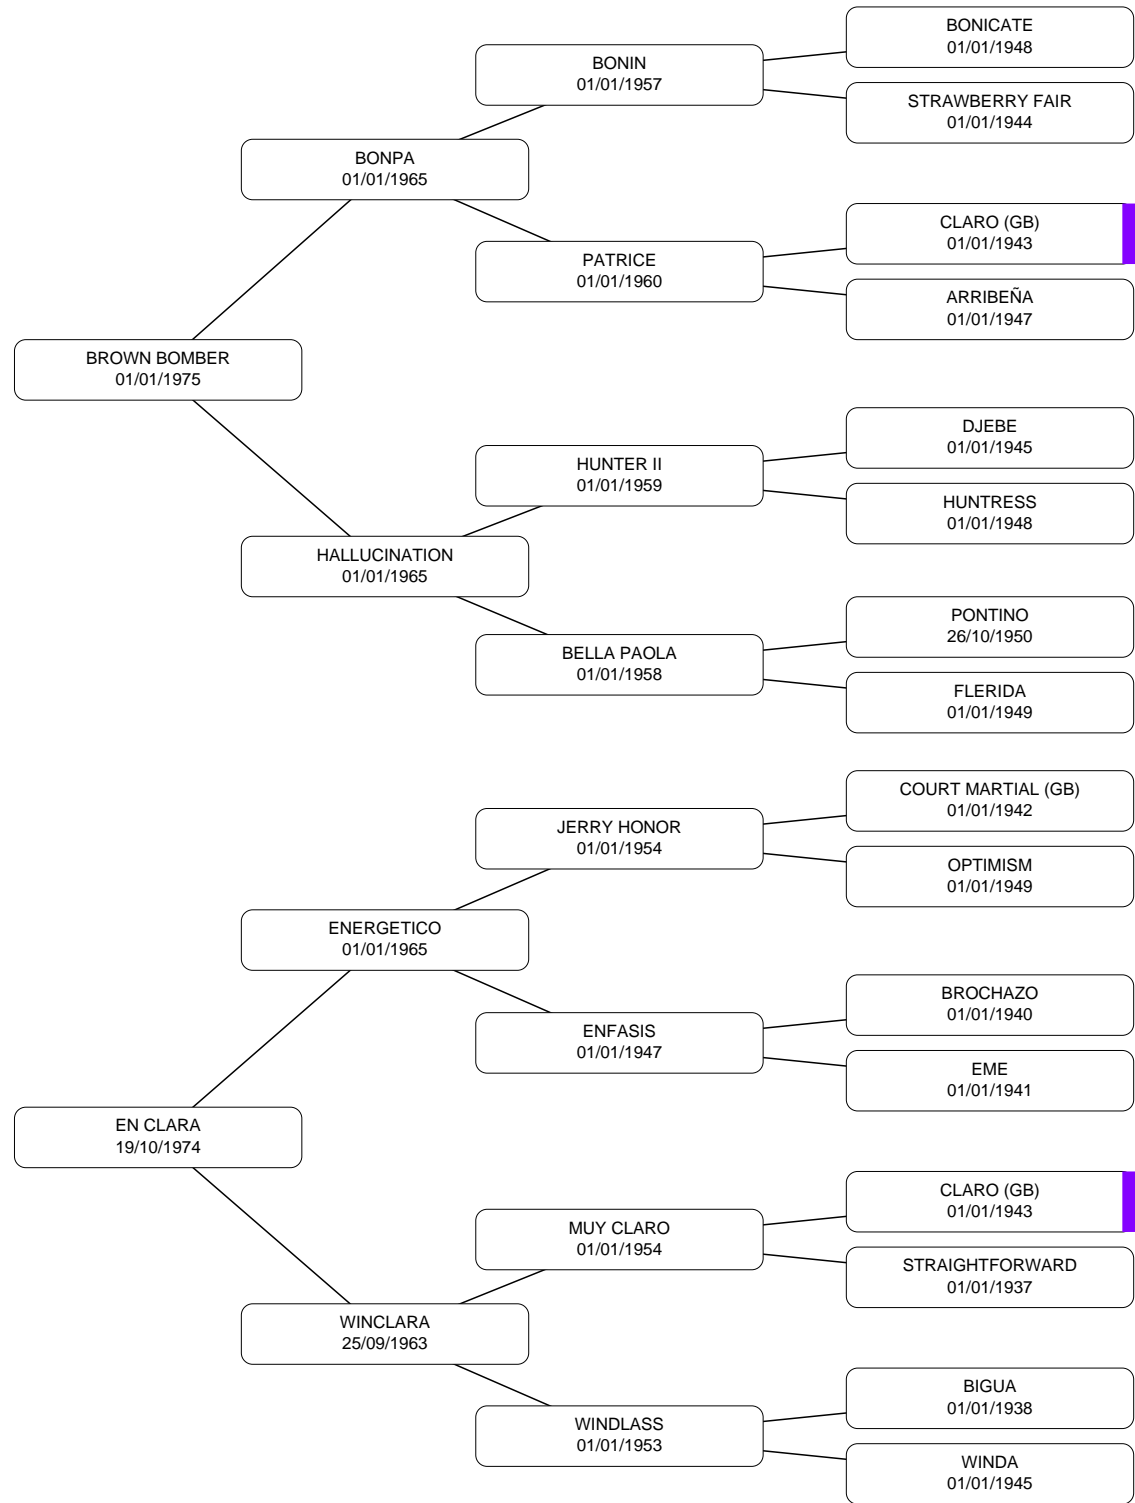 BONICATE
01/01/1948
BONIN
01/01/1957
STRAWBERRY FAIR
01/01/1944
BONPA
01/01/1965
CLARO (GB)
01/01/1943
PATRICE
01/01/1960
ARRIBEÑA
01/01/1947
BROWN BOMBER
01/01/1975
DJEBE
01/01/1945
HUNTER II
01/01/1959
HUNTRESS
01/01/1948
HALLUCINATION
01/01/1965
PONTINO
26/10/1950
BELLA PAOLA
01/01/1958
FLERIDA
01/01/1949
COURT MARTIAL (GB)
01/01/1942
JERRY HONOR
01/01/1954
OPTIMISM
01/01/1949
ENERGETICO
01/01/1965
BROCHAZO
01/01/1940
ENFASIS
01/01/1947
EME
01/01/1941
EN CLARA
19/10/1974
CLARO (GB)
01/01/1943
MUY CLARO
01/01/1954
STRAIGHTFORWARD
01/01/1937
WINCLARA
25/09/1963
BIGUA
01/01/1938
WINDLASS
01/01/1953
WINDA
01/01/1945